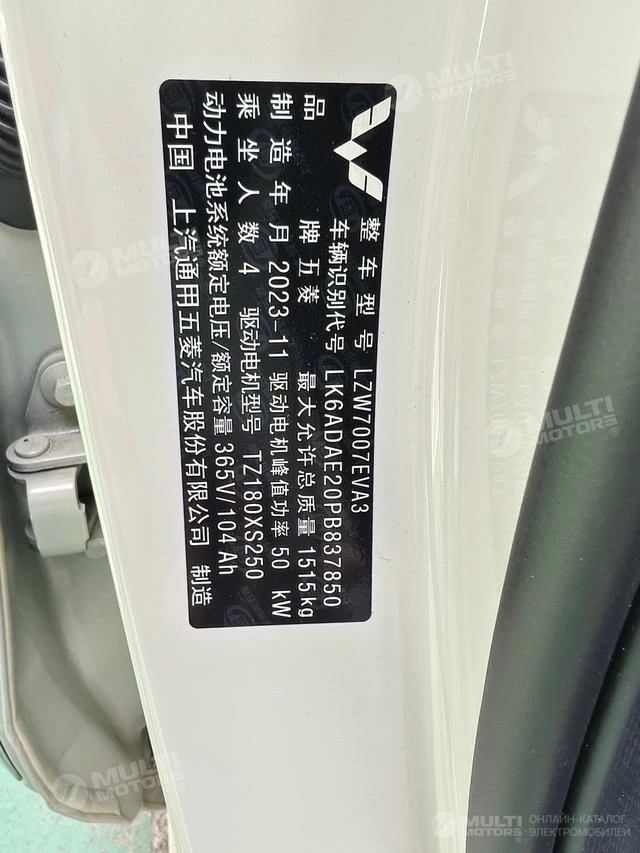 整车型号 LZW7007EVA3
车辆识别代号 LK6ADAE20PB837850
品 牌 五菱 最大允许总质量 1515kg
制造年月 2023-11 驱动电机峰值功率 50 kW
乘坐人数 4 驱动电机型号 TZ180XS250
动力电池系统额定电压/额定容量 365V/104Ah
中国 上汽通用五菱汽车股份有限公司 制造
MULTI MOTORS
MULTI MOTORS
MULTI MOTORS
MULTI MOTORS
MULTI MOTORS
MULTI MOTORS ОНЛАЙН-КАТАЛОГ ЭЛЕКТРОМОБИЛЕЙ